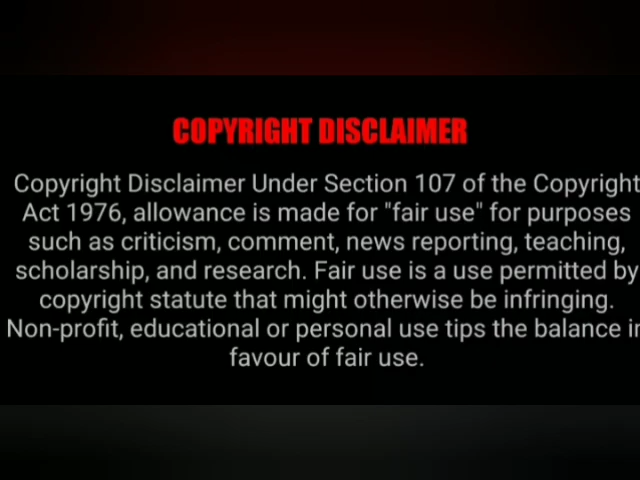 COPYRIGHT DISCLAIMER
Copyright Disclaimer Under Section 107 of the Copyright
Act 1976, allowance is made for "fair use" for purposes
such as criticism, comment, news reporting, teaching,
scholarship, and research. Fair use is a use permitted by
copyright statute that might otherwise be infringing.
Non-profit, educational or personal use tips the balance in
favour of fair use.